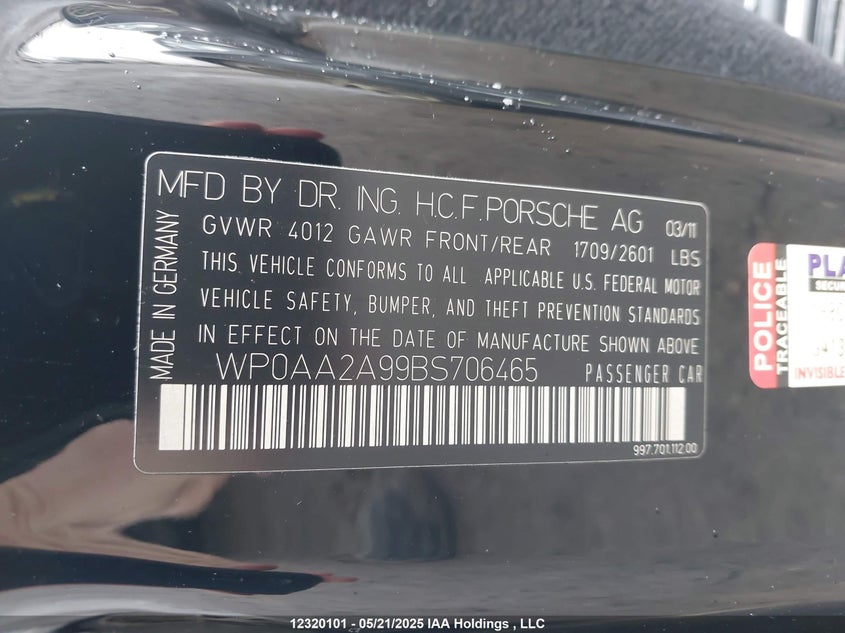 MFD BY DR. ING. H.C.F. PORSCHE AG 03/11
GVWR 4012 GAWR FRONT/REAR 1709/2601 LBS
THIS VEHICLE CONFORMS TO ALL APPLICABLE U.S. FEDERAL MOTOR
VEHICLE SAFETY, BUMPER, AND THEFT PREVENTION STANDARDS
IN EFFECT ON THE DATE OF MANUFACTURE SHOWN ABOVE
WP0AA2A99BS706465 PASSENGER CAR
997.701.112.00
MADE IN GERMANY
POLICE
TRACEABLE
INVISIBLE
12320101 - 05/21/2025 IAA Holdings , LLC